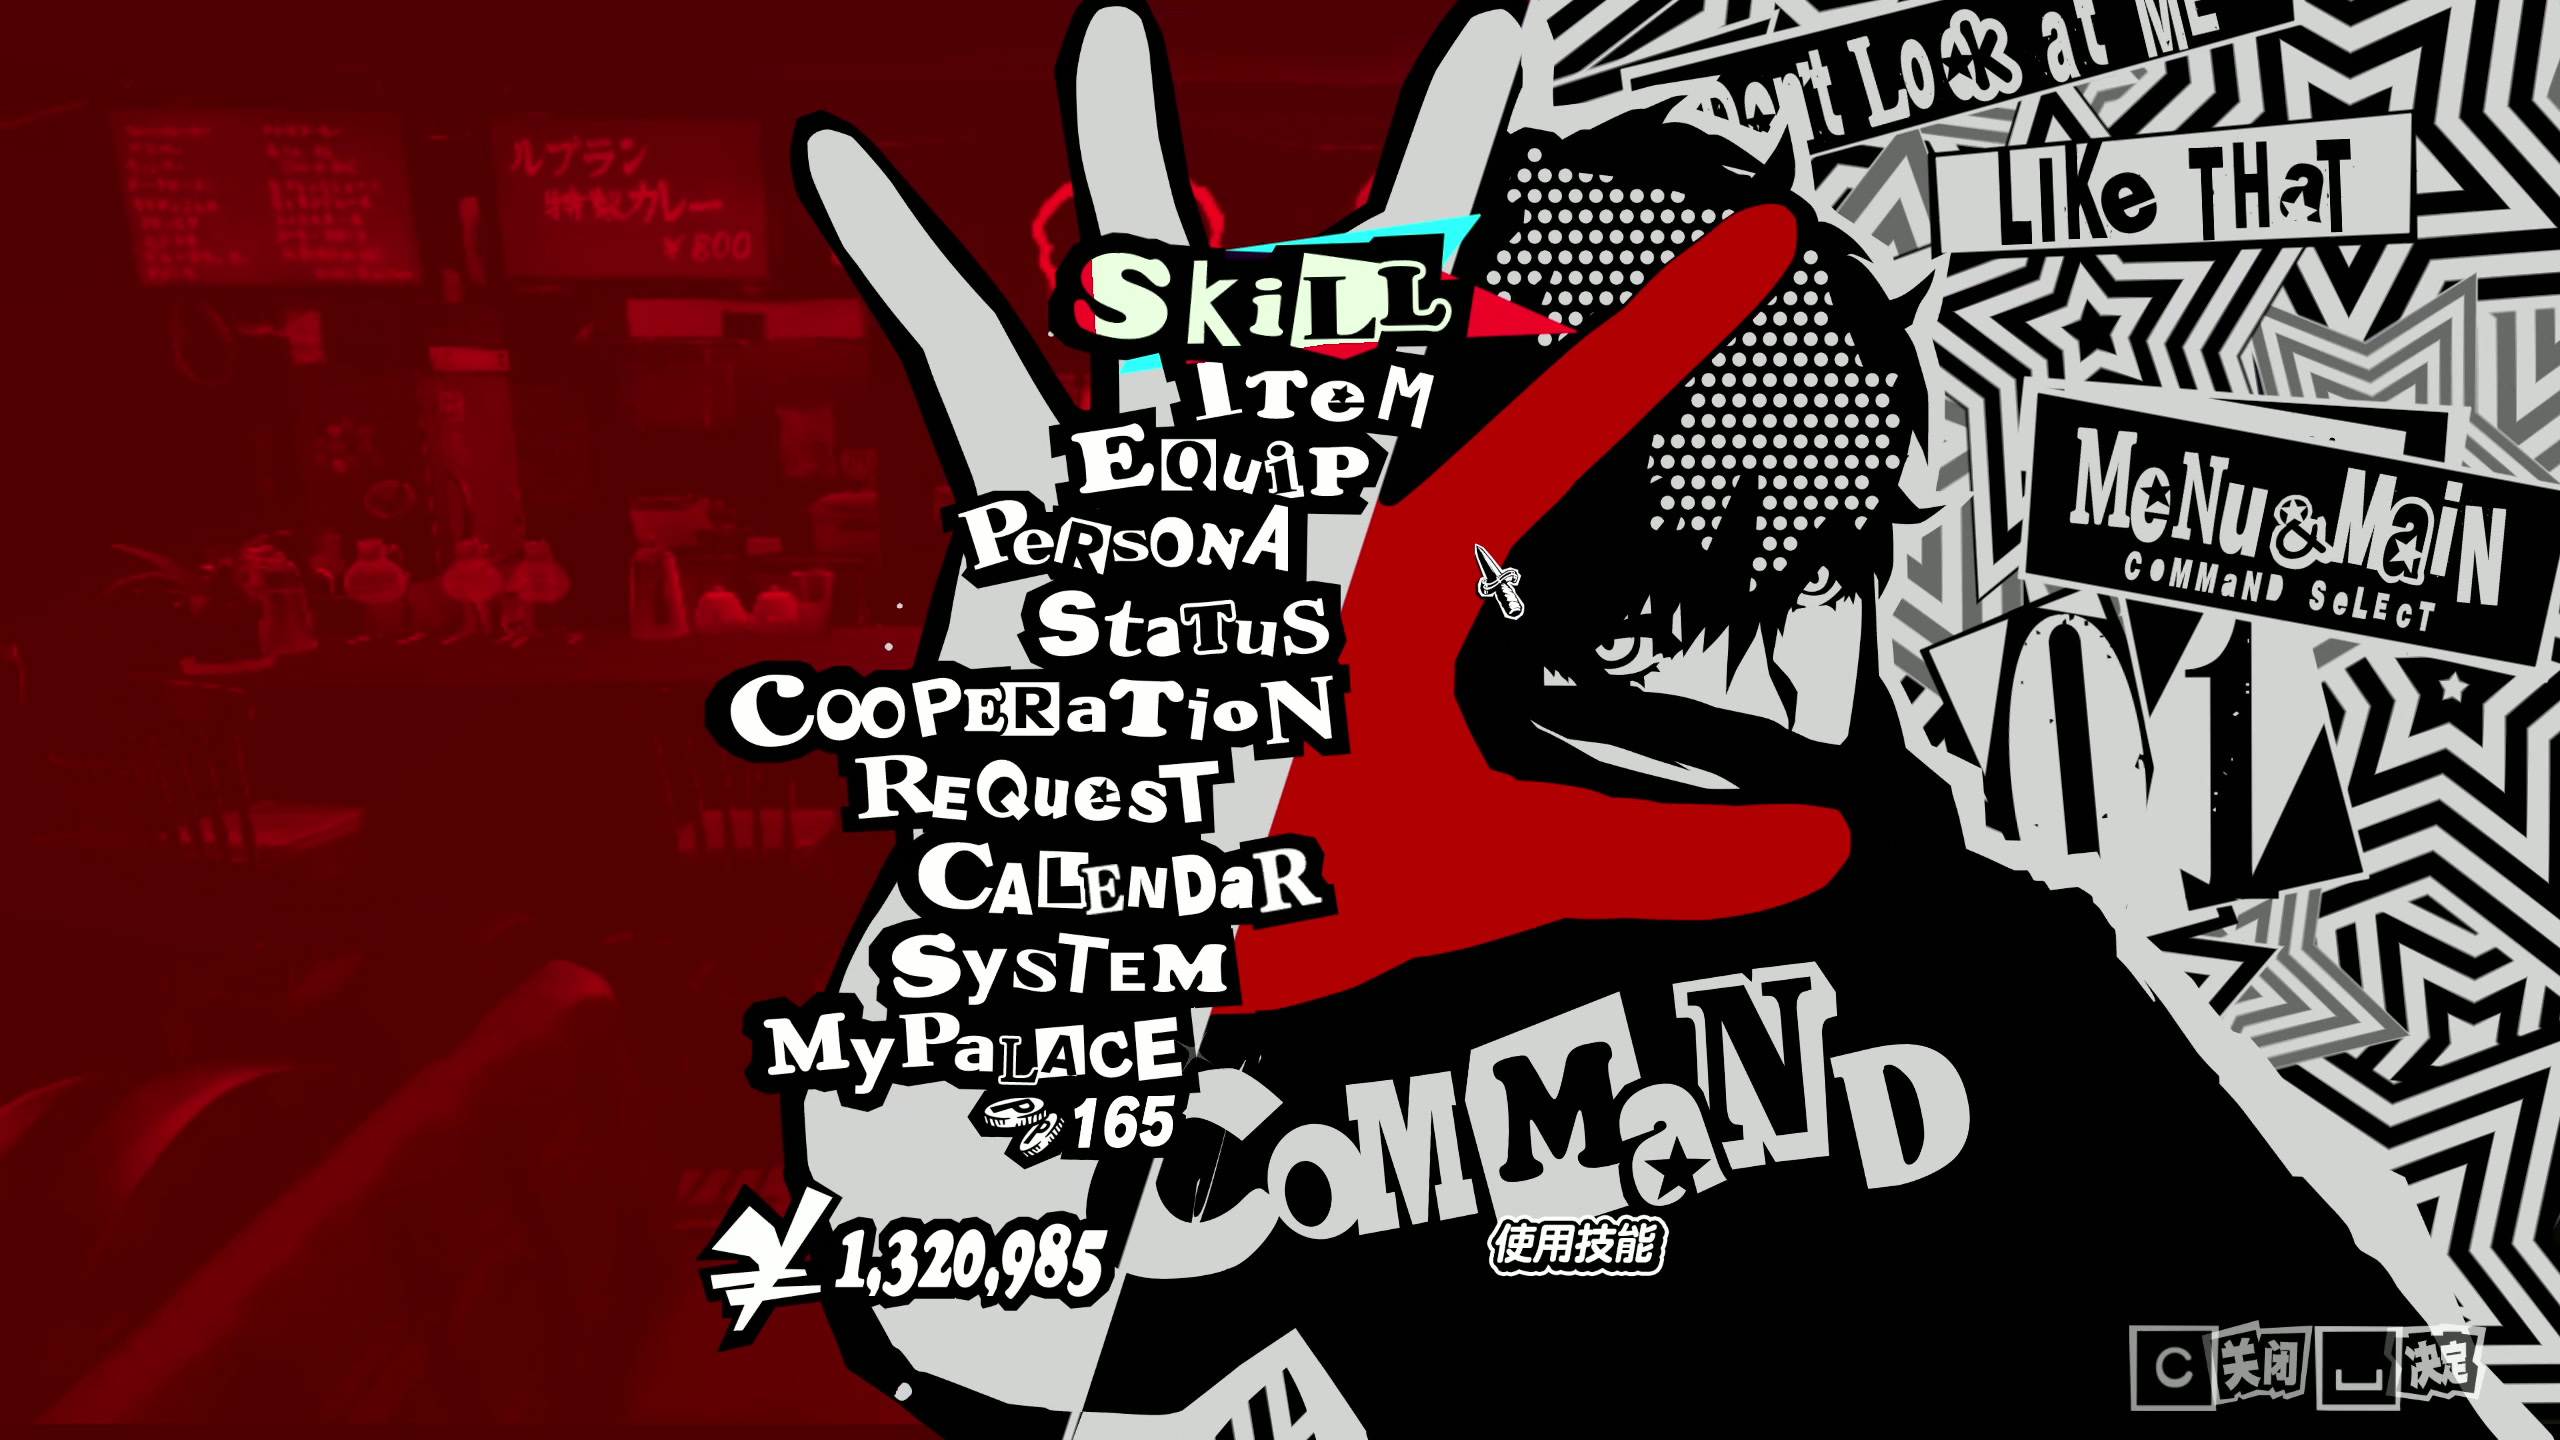 ルブラン
特製カレー
¥800
Don't Look at ME
LIKe THaT
SkiLL
ITeM
EQuiP
PeRSONA
StaTuS
COOPERaTioN
REQuesT
CALENDaR
SySTEM
MyPaLACE
165
¥1,320,985
MeNu&MaiN
COMMaND SeLEcT
01
CoMMaND
使用技能
C 关闭 决定